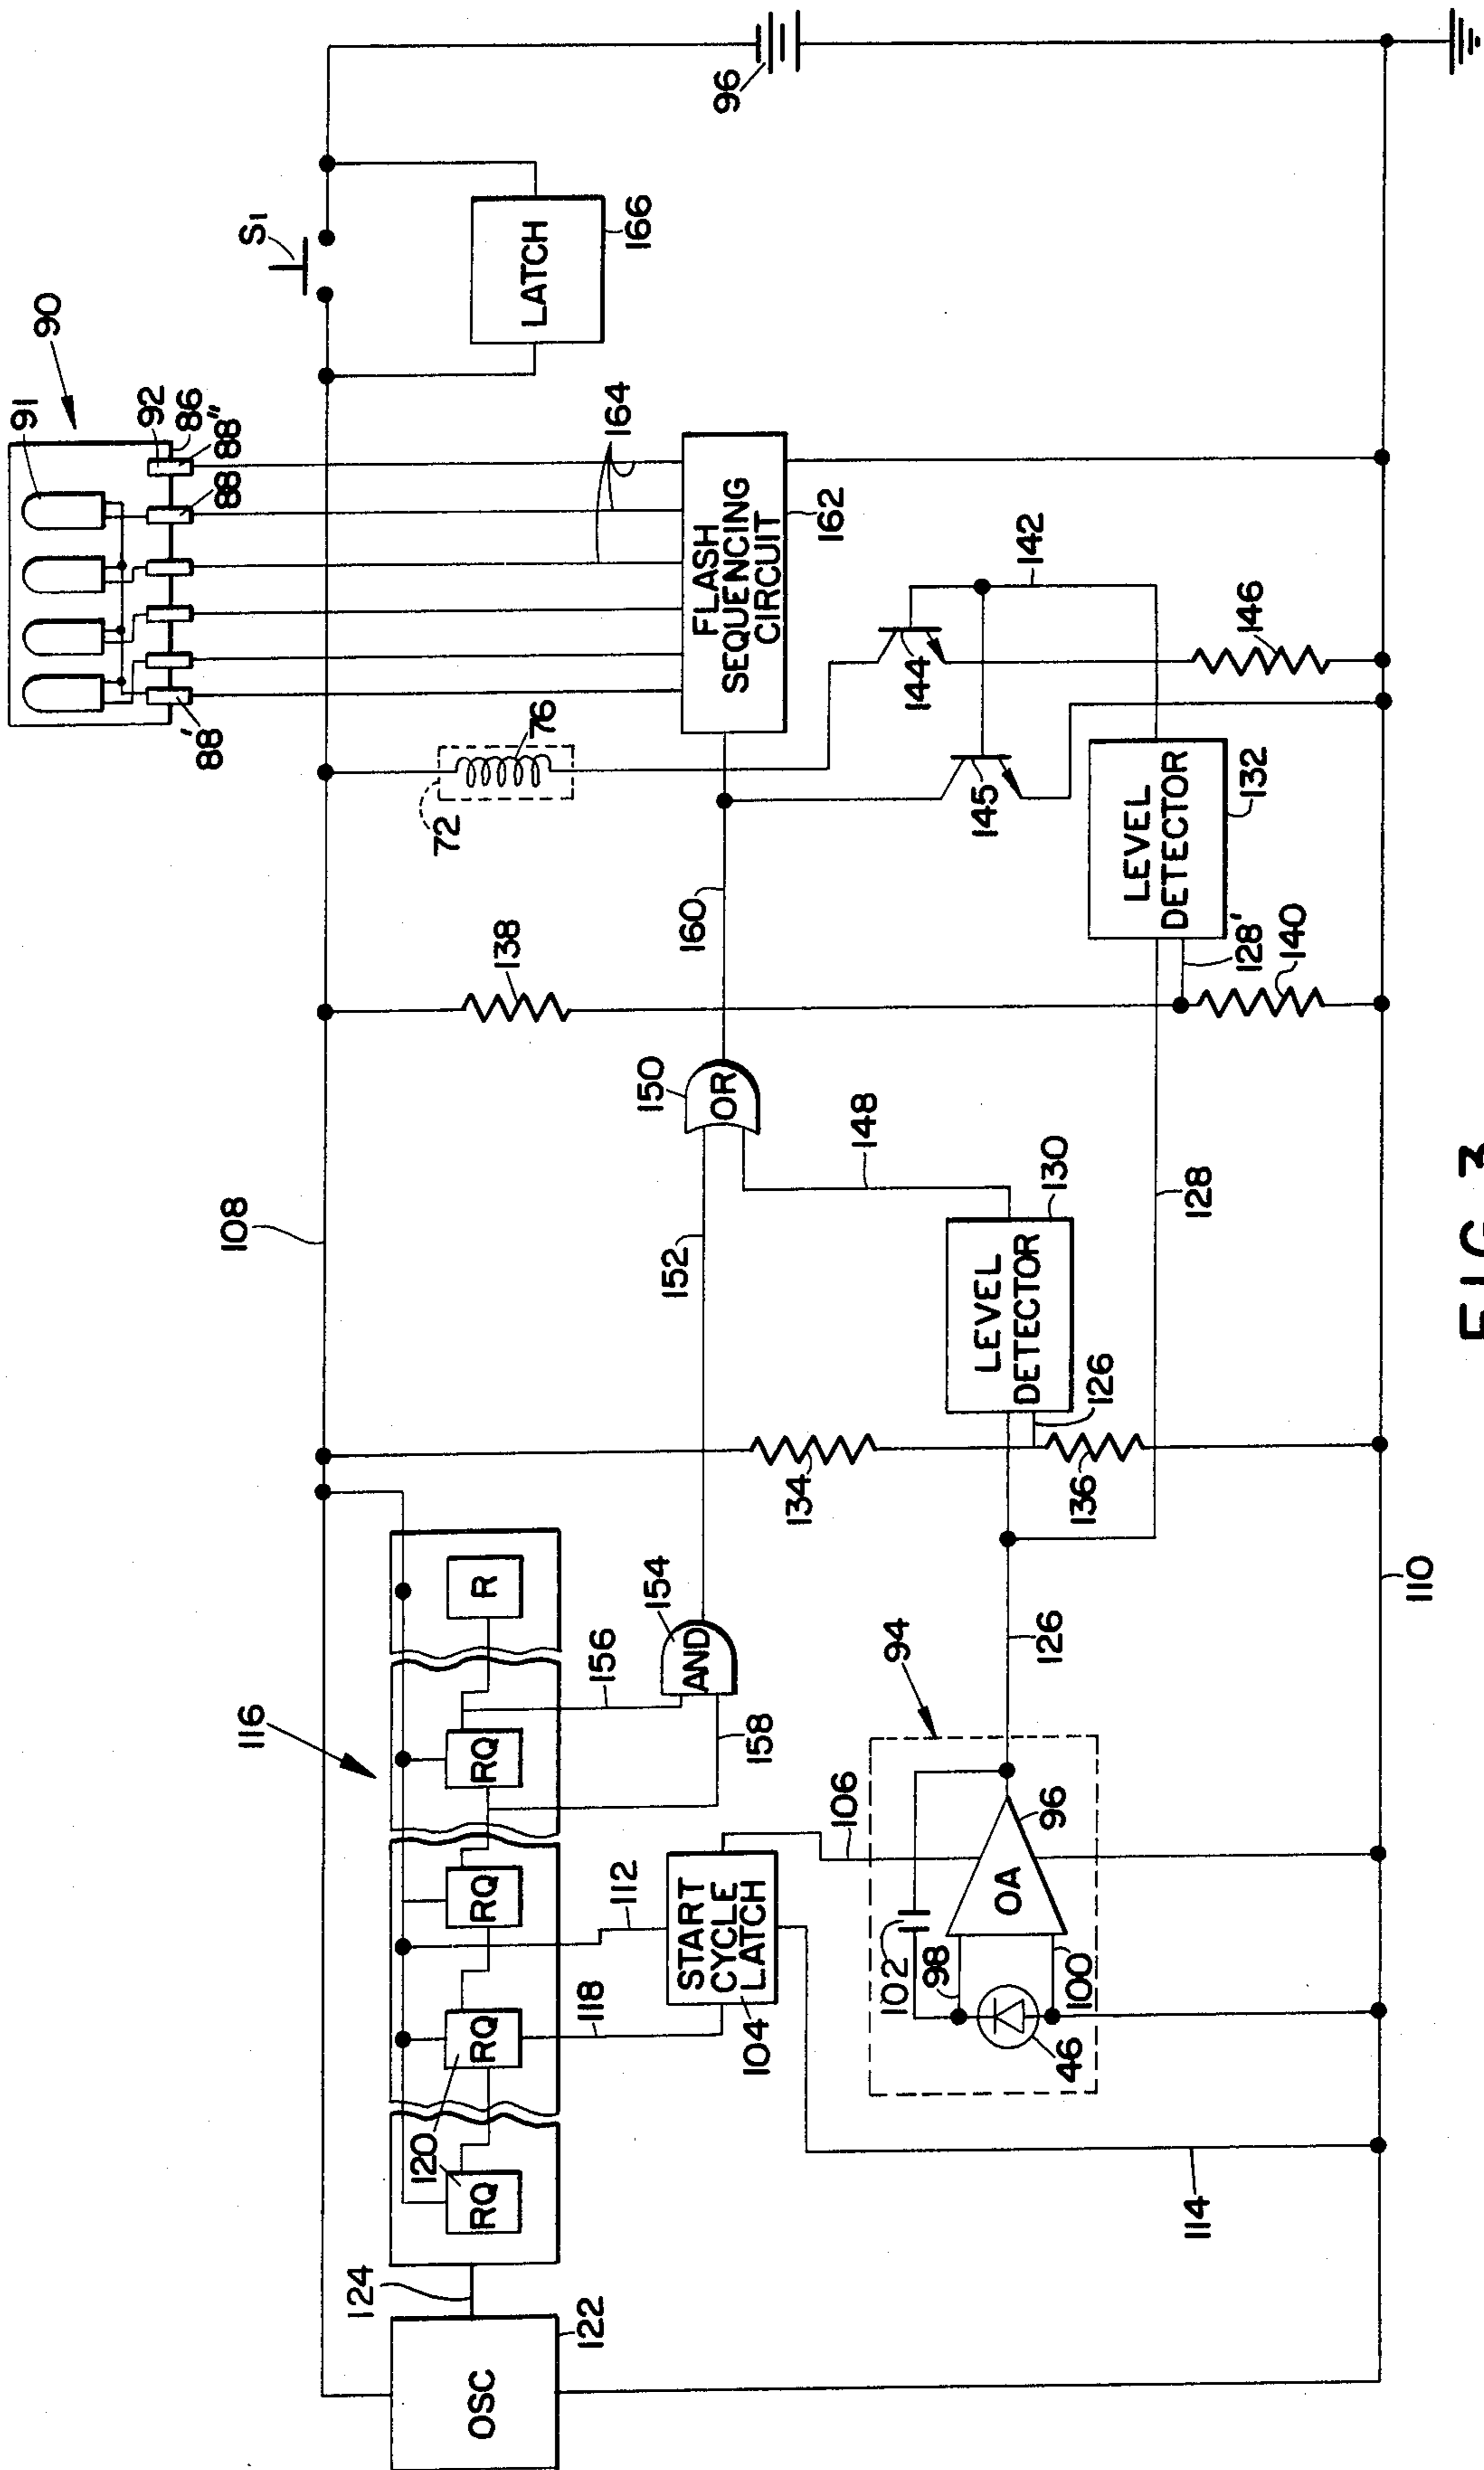 90
91
92
86
88"
88
88'
S1
LATCH
166
96
164
FLASH
SEQUENCING
CIRCUIT
162
72
76
108
138
160
142
144
145
146
LEVEL
DETECTOR
132
128'
140
150
OR
148
152
LEVEL
DETECTOR
130
126
128
134
136
116
R
RQ
RQ
RQ
RQ
120
154
AND
156
158
94
126
110
112
118
START
CYCLE
LATCH
104
106
102
98
OA
96
100
46
114
124
OSC
122
FIG 3